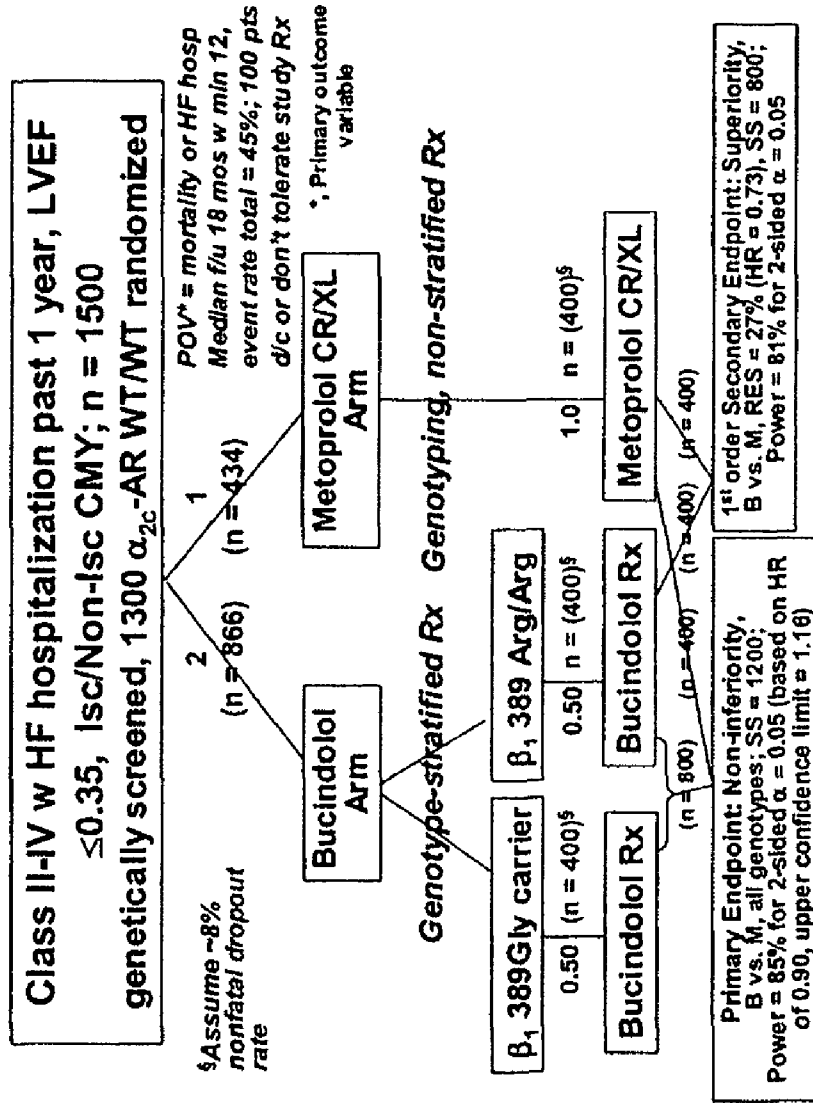 Class II-IV w HF hospitalization past 1 year, LVEF
≤0.35, Isc/Non-Isc CMY; n = 1500
genetically screened, 1300 α2c-AR WT/WT randomized
§Assume ~8%
nonfatal dropout
rate
2
(n = 866)
1
(n = 434)
POV* = mortality or HF hosp
Median f/u 18 mos w min 12,
event rate total = 45%; 100 pts
d/c or don't tolerate study Rx
*, Primary outcome
variable
Bucindolol
Arm
Metoprolol CR/XL
Arm
Genotype-stratified Rx
Genotyping, non-stratified Rx
β1 389Gly carrier
β1 389 Arg/Arg
0.50 (n = 400)§
0.50 n = (400)§
1.0 n = (400)§
Bucindolol Rx
Bucindolol Rx
Metoprolol CR/XL
(n = 800)
(n = 400)
(n = 400)
(n = 400)
Primary Endpoint: Non-inferiority,
B vs. M, all genotypes; SS = 1200;
Power = 85% for 2-sided α = 0.05 (based on HR
of 0.90, upper confidence limit = 1.16)
1st order Secondary Endpoint: Superiority,
B vs. M, RES = 27% (HR = 0.73), SS = 800;
Power = 81% for 2-sided α = 0.05